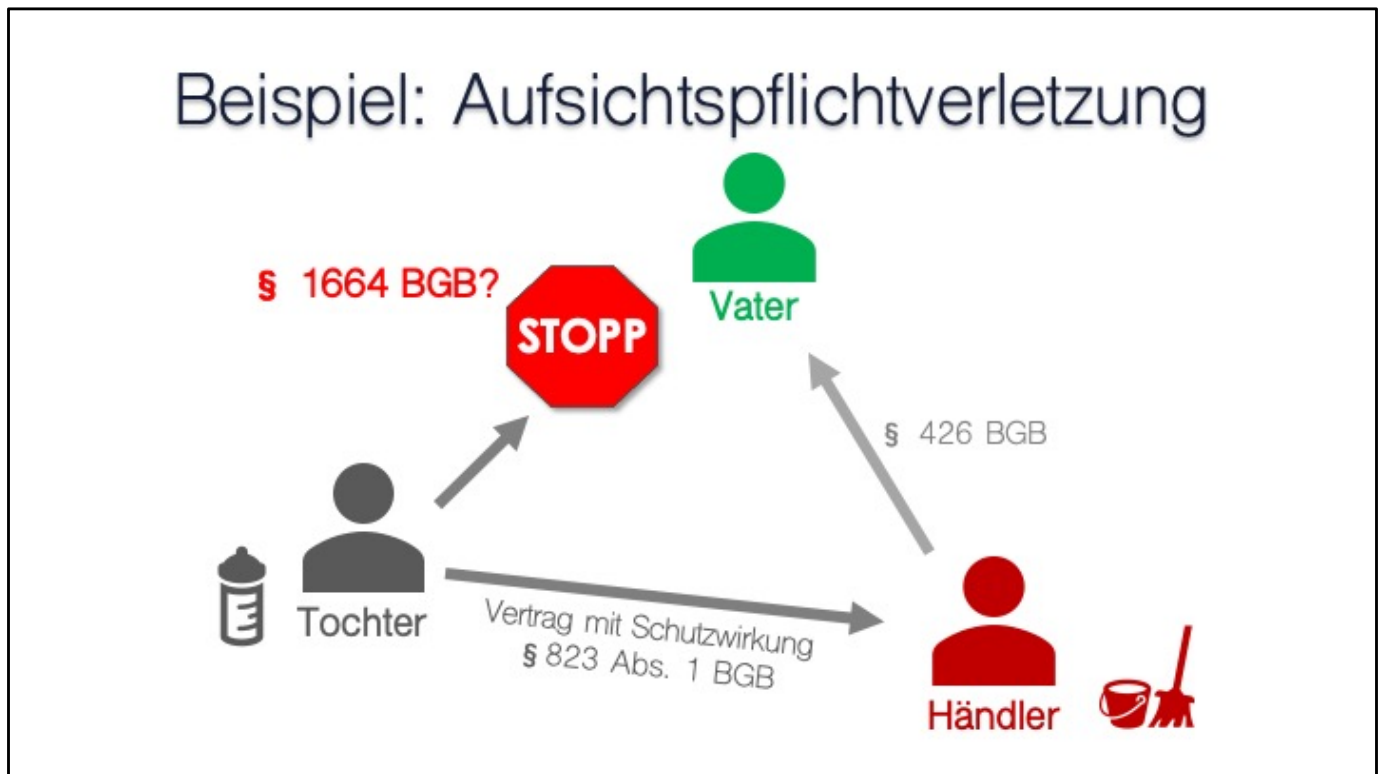 Beispiel: Aufsichtspflichtverletzung
§ 1664 BGB?
STOPP
Vater
§ 426 BGB
Tochter
Vertrag mit Schutzwirkung
§ 823 Abs. 1 BGB
Händler